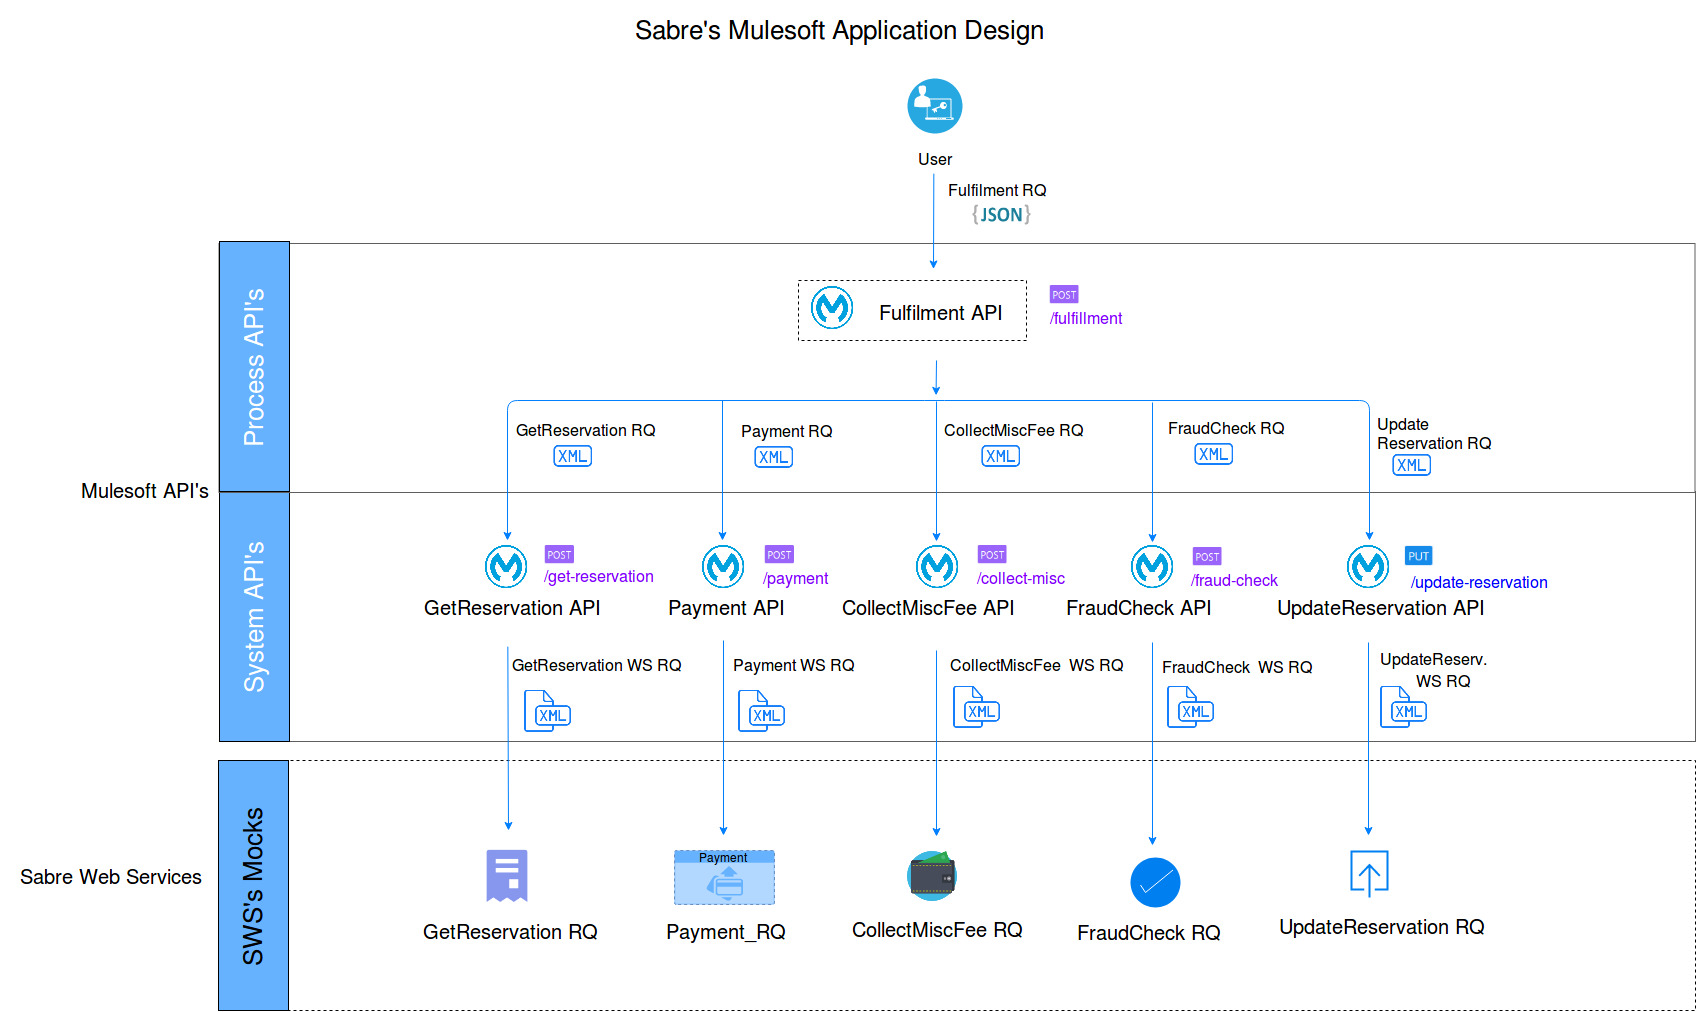 Sabre's Mulesoft Application Design
User
Fulfilment RQ
{JSON}
Process API's
Fulfilment API
POST
/fulfillment
GetReservation RQ
XML
Payment RQ
XML
CollectMiscFee RQ
XML
FraudCheck RQ
XML
Update
Reservation RQ
XML
Mulesoft API's
System API's
POST
/get-reservation
GetReservation API
POST
/payment
Payment API
POST
/collect-misc
CollectMiscFee API
POST
/fraud-check
FraudCheck API
PUT
/update-reservation
UpdateReservation API
GetReservation WS RQ
XML
Payment WS RQ
XML
CollectMiscFee WS RQ
XML
FraudCheck WS RQ
XML
UpdateReserv.
WS RQ
XML
Sabre Web Services
SWS's Mocks
GetReservation RQ
Payment
Payment_RQ
CollectMiscFee RQ
FraudCheck RQ
UpdateReservation RQ